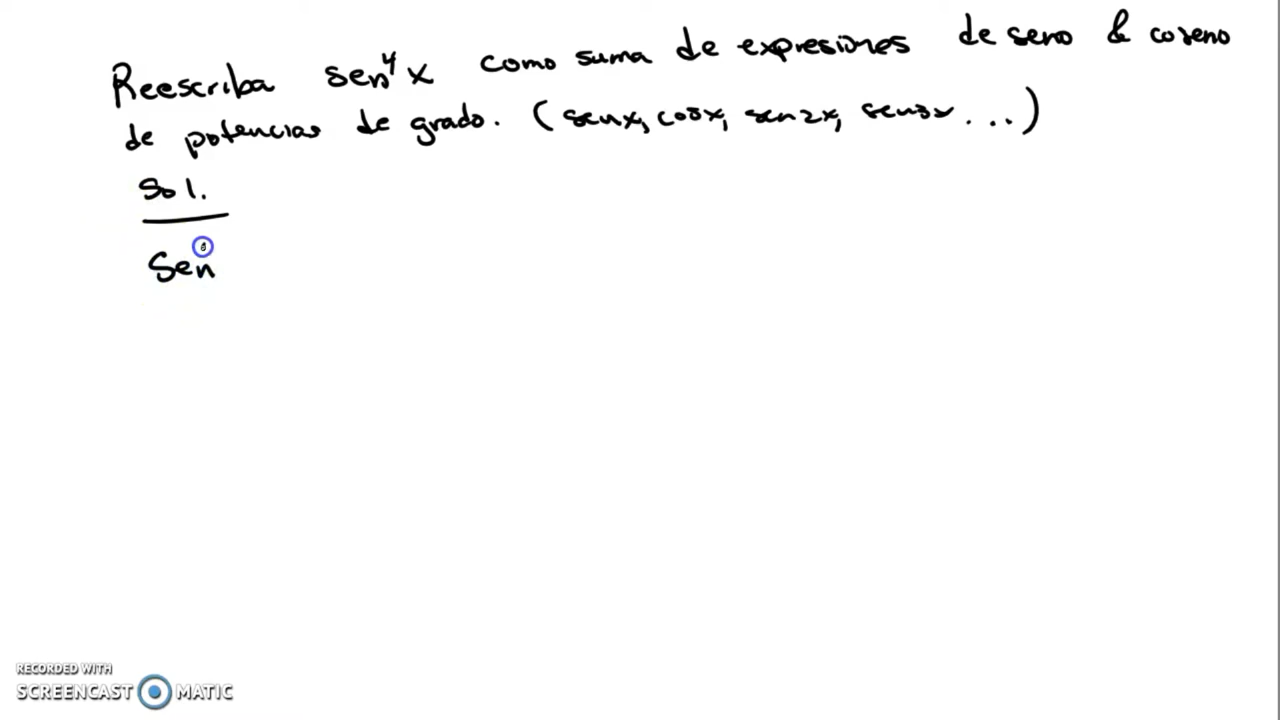 Reescriba sen⁴x como suma de expresiones de seno & coseno
de potencias de grado. (senx, cosx, sen2x, sen3x ...)
Sol.
Sen
RECORDED WITH
SCREENCAST MATIC